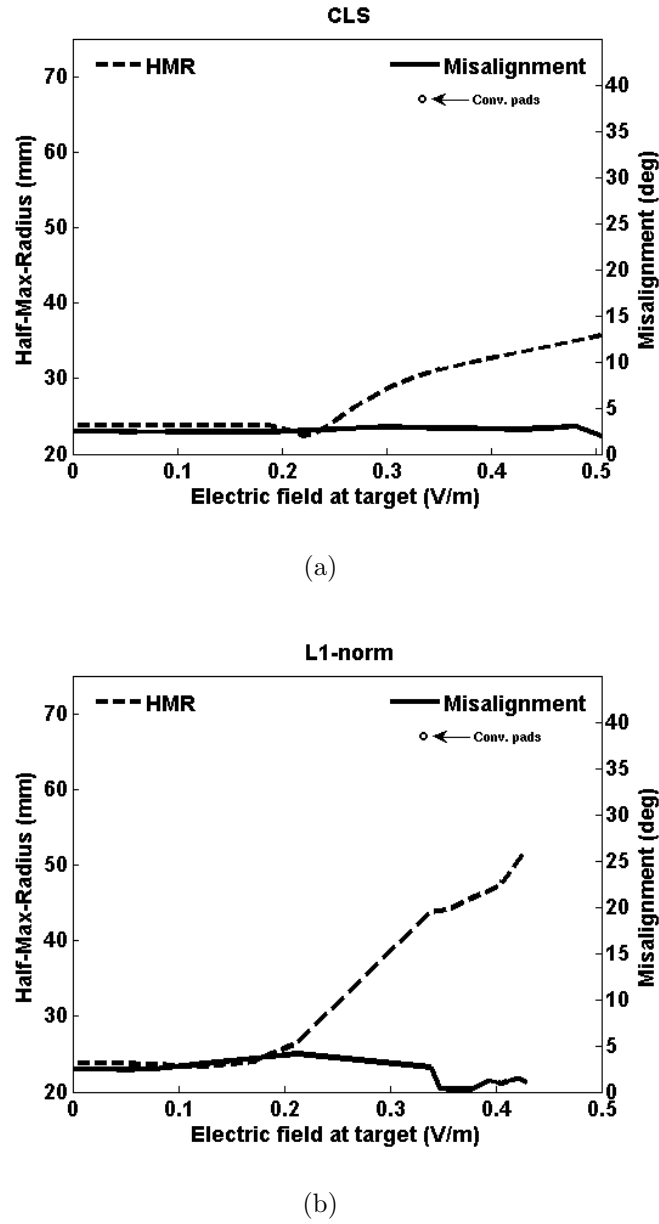 CLS
HMR
Misalignment
Conv. pads
70
60
50
40
30
20
40
35
30
25
20
15
10
5
0
Half-Max-Radius (mm)
Misalignment (deg)
0
0.1
0.2
0.3
0.4
0.5
Electric field at target (V/m)
(a)
L1-norm
HMR
Misalignment
Conv. pads
70
60
50
40
30
20
40
35
30
25
20
15
10
5
0
Half-Max-Radius (mm)
Misalignment (deg)
0
0.1
0.2
0.3
0.4
0.5
Electric field at target (V/m)
(b)